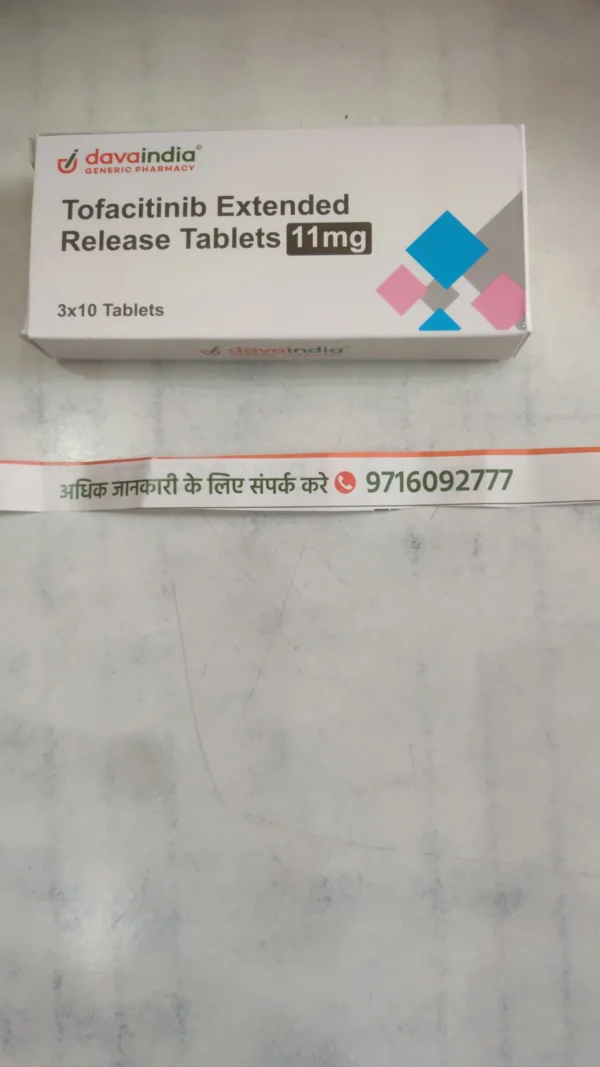 davaindia
GENERIC PHARMACY
Tofacitinib Extended
Release Tablets 11mg
3x10 Tablets
davaindia
अधिक जानकारी के लिए संपर्क करे 9716092777